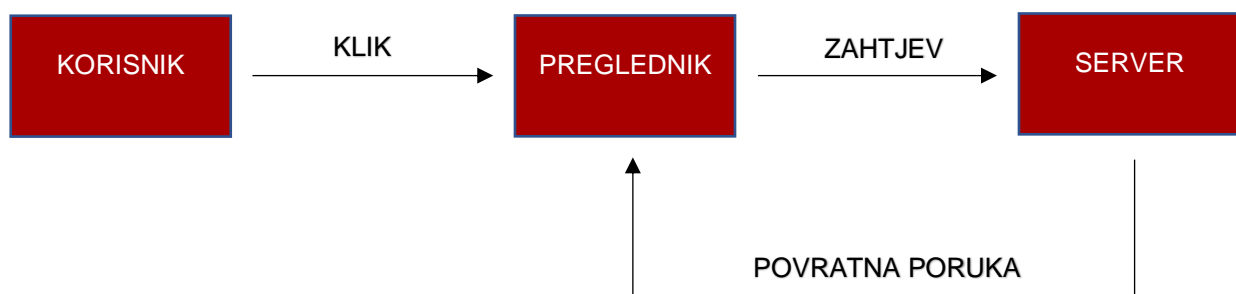 KORISNIK
KLIK
PREGLEDNIK
ZAHTJEV
SERVER
POVRATNA PORUKA